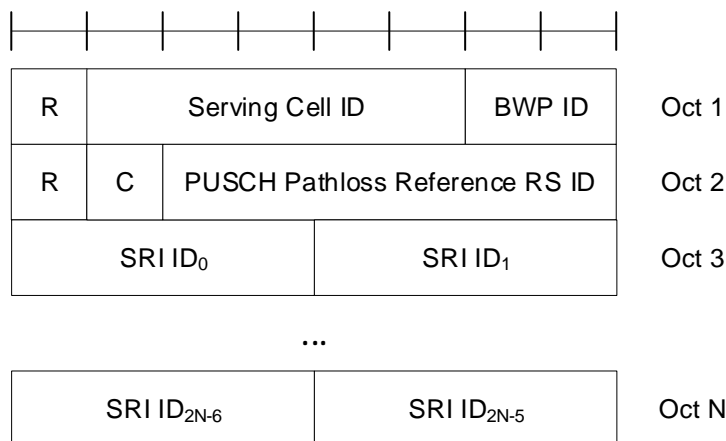 R Serving Cell ID BWP ID Oct 1
R C PUSCH Pathloss Reference RS ID Oct 2
SRI ID₀ SRI ID₁ Oct 3
...
SRI ID₂N-₆ SRI ID₂N-₅ Oct N